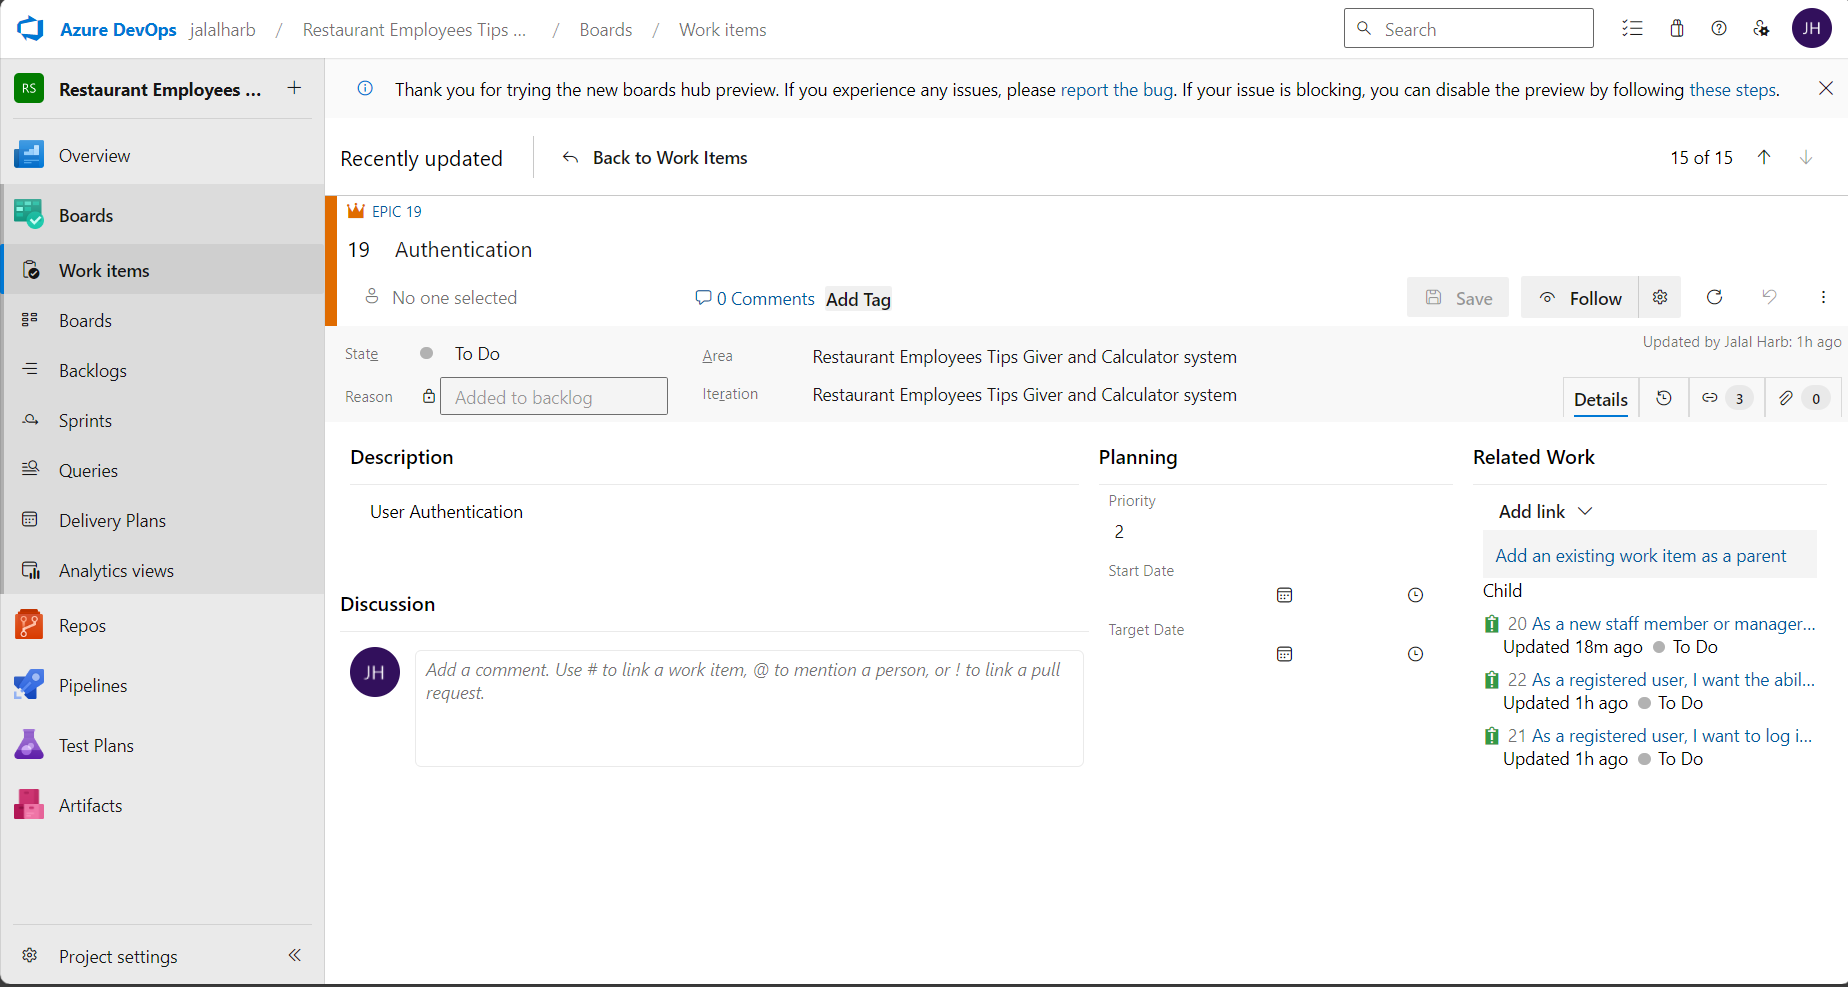 Azure DevOps jalalharb / Restaurant Employees Tips ... / Boards / Work items
Search
JH
RS Restaurant Employees ...
Thank you for trying the new boards hub preview. If you experience any issues, please report the bug. If your issue is blocking, you can disable the preview by following these steps.
Overview
Boards
Work items
Boards
Backlogs
Sprints
Queries
Delivery Plans
Analytics views
Repos
Pipelines
Test Plans
Artifacts
Project settings
Recently updated
Back to Work Items
15 of 15
EPIC 19
19 Authentication
No one selected
0 Comments
Add Tag
Save
Follow
State
To Do
Area
Restaurant Employees Tips Giver and Calculator system
Updated by Jalal Harb: 1h ago
Reason
Added to backlog
Iteration
Restaurant Employees Tips Giver and Calculator system
Details
3
0
Description
User Authentication
Discussion
JH
Add a comment. Use # to link a work item, @ to mention a person, or ! to link a pull
request.
Planning
Priority
2
Start Date
Target Date
Related Work
Add link
Add an existing work item as a parent
Child
20 As a new staff member or manager...
Updated 18m ago To Do
22 As a registered user, I want the abil...
Updated 1h ago To Do
21 As a registered user, I want to log i...
Updated 1h ago To Do